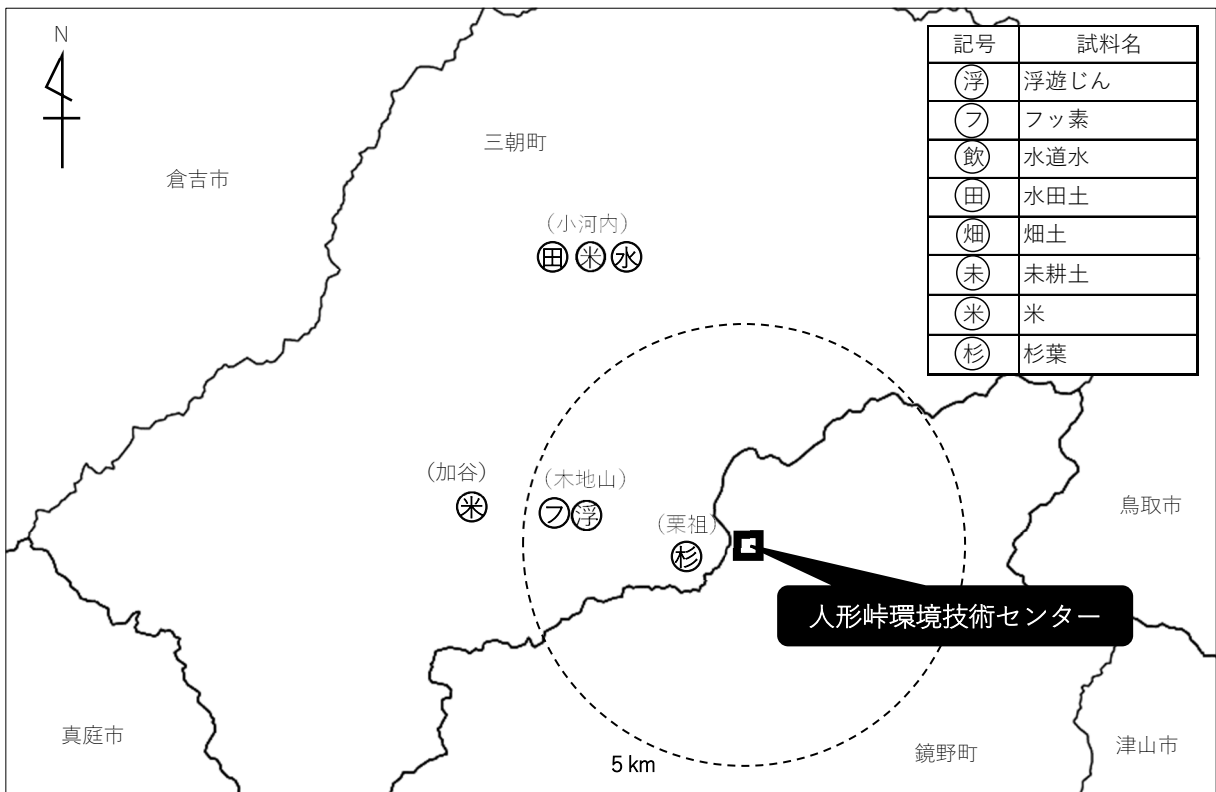 N
記号 試料名
浮 浮遊じん
フ フッ素
飲 水道水
田 水田土
畑 畑土
未 未耕土
米 米
杉 杉葉
三朝町
倉吉市
（小河内）
田 米 水
（加谷）
米
（木地山）
フ 浮
（栗祖）
杉
鳥取市
人形峠環境技術センター
真庭市
5 km
鏡野町
津山市